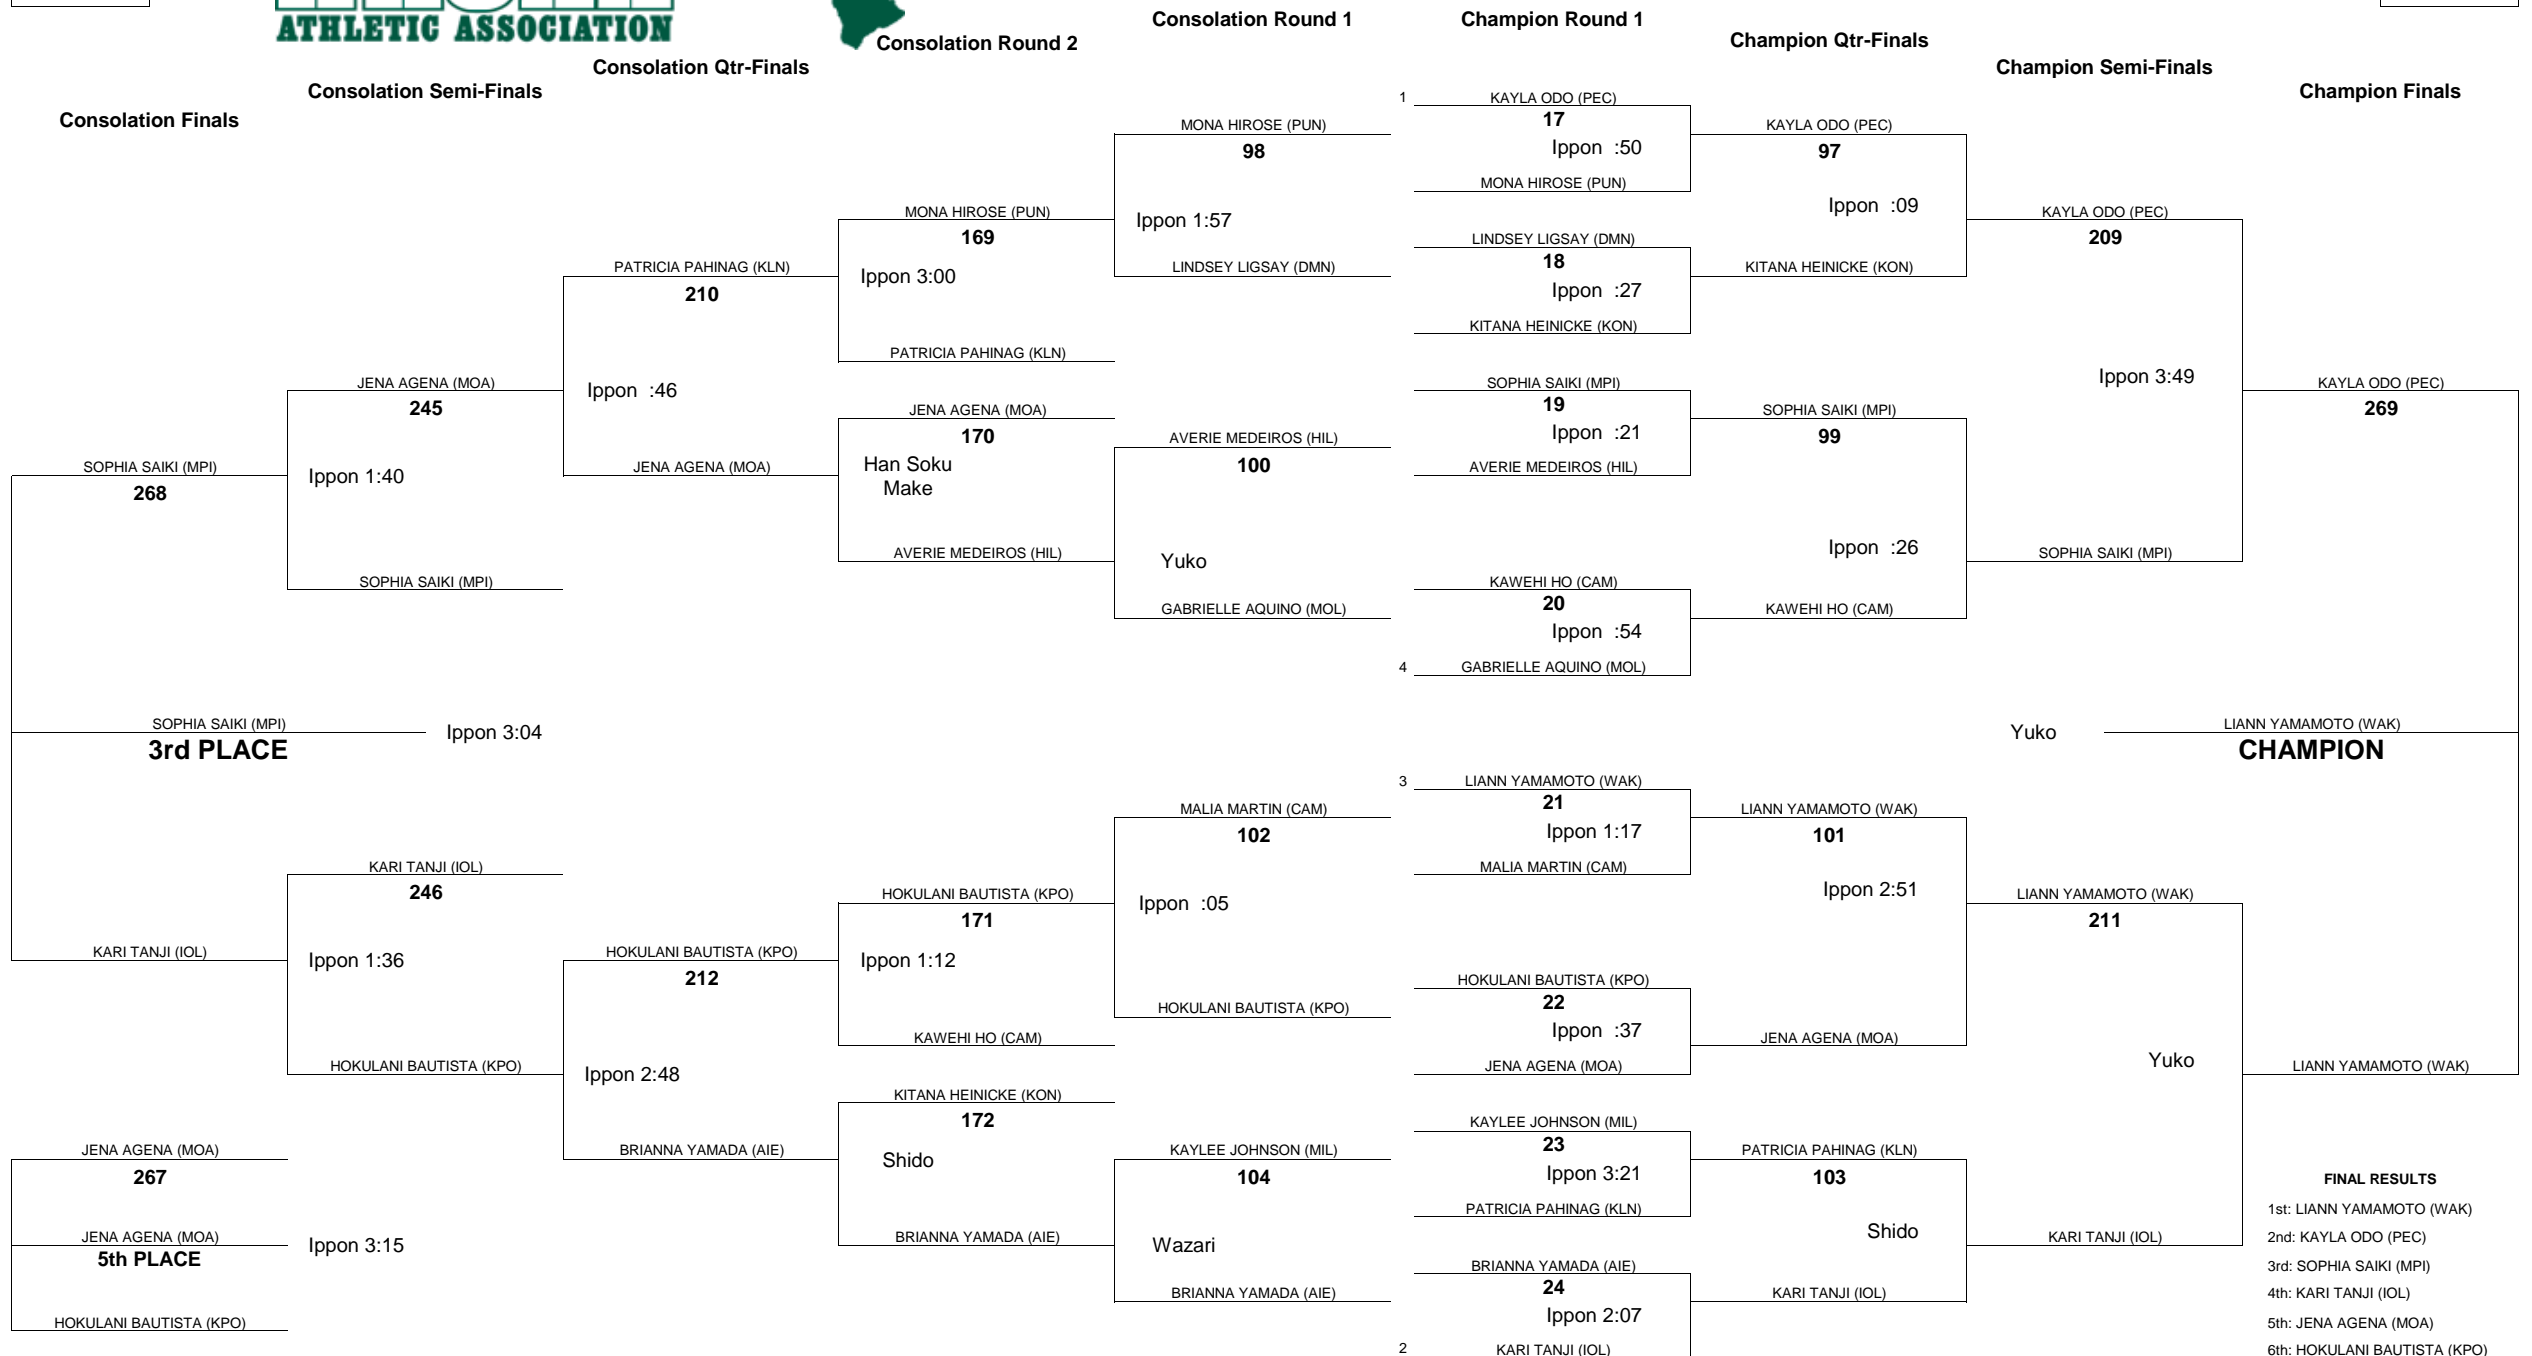 ATHLETIC ASSOCIATION
Consolation Round 1
Champion Round 1
Consolation Round 2
Champion Qtr-Finals
Consolation Qtr-Finals
Champion Semi-Finals
Consolation Semi-Finals
Champion Finals
Consolation Finals
1
KAYLA ODO (PEC)
17
Ippon :50
MONA HIROSE (PUN)
LINDSEY LIGSAY (DMN)
18
Ippon :27
KITANA HEINICKE (KON)
SOPHIA SAIKI (MPI)
19
Ippon :21
AVERIE MEDEIROS (HIL)
KAWEHI HO (CAM)
20
Ippon :54
4
GABRIELLE AQUINO (MOL)
3
LIANN YAMAMOTO (WAK)
21
Ippon 1:17
MALIA MARTIN (CAM)
HOKULANI BAUTISTA (KPO)
22
Ippon :37
JENA AGENA (MOA)
KAYLEE JOHNSON (MIL)
23
Ippon 3:21
PATRICIA PAHINAG (KLN)
BRIANNA YAMADA (AIE)
24
Ippon 2:07
2
KARI TANJI (IOL)
KAYLA ODO (PEC)
97
Ippon :09
KITANA HEINICKE (KON)
SOPHIA SAIKI (MPI)
99
Ippon :26
KAWEHI HO (CAM)
LIANN YAMAMOTO (WAK)
101
Ippon 2:51
JENA AGENA (MOA)
PATRICIA PAHINAG (KLN)
103
Shido
KARI TANJI (IOL)
KAYLA ODO (PEC)
209
Ippon 3:49
SOPHIA SAIKI (MPI)
LIANN YAMAMOTO (WAK)
211
Yuko
KARI TANJI (IOL)
KAYLA ODO (PEC)
269
Yuko
LIANN YAMAMOTO (WAK)
CHAMPION
LIANN YAMAMOTO (WAK)
MONA HIROSE (PUN)
98
Ippon 1:57
LINDSEY LIGSAY (DMN)
AVERIE MEDEIROS (HIL)
100
Yuko
GABRIELLE AQUINO (MOL)
MALIA MARTIN (CAM)
102
Ippon :05
HOKULANI BAUTISTA (KPO)
KAYLEE JOHNSON (MIL)
104
Wazari
BRIANNA YAMADA (AIE)
MONA HIROSE (PUN)
169
Ippon 3:00
PATRICIA PAHINAG (KLN)
JENA AGENA (MOA)
170
Han Soku
Make
AVERIE MEDEIROS (HIL)
HOKULANI BAUTISTA (KPO)
171
Ippon 1:12
KAWEHI HO (CAM)
KITANA HEINICKE (KON)
172
Shido
BRIANNA YAMADA (AIE)
PATRICIA PAHINAG (KLN)
210
Ippon :46
JENA AGENA (MOA)
HOKULANI BAUTISTA (KPO)
212
Ippon 2:48
BRIANNA YAMADA (AIE)
JENA AGENA (MOA)
245
Ippon 1:40
SOPHIA SAIKI (MPI)
KARI TANJI (IOL)
246
Ippon 1:36
HOKULANI BAUTISTA (KPO)
SOPHIA SAIKI (MPI)
268
SOPHIA SAIKI (MPI)
3rd PLACE
Ippon 3:04
KARI TANJI (IOL)
JENA AGENA (MOA)
267
JENA AGENA (MOA)
5th PLACE
Ippon 3:15
HOKULANI BAUTISTA (KPO)
FINAL RESULTS
1st: LIANN YAMAMOTO (WAK)
2nd: KAYLA ODO (PEC)
3rd: SOPHIA SAIKI (MPI)
4th: KARI TANJI (IOL)
5th: JENA AGENA (MOA)
6th: HOKULANI BAUTISTA (KPO)